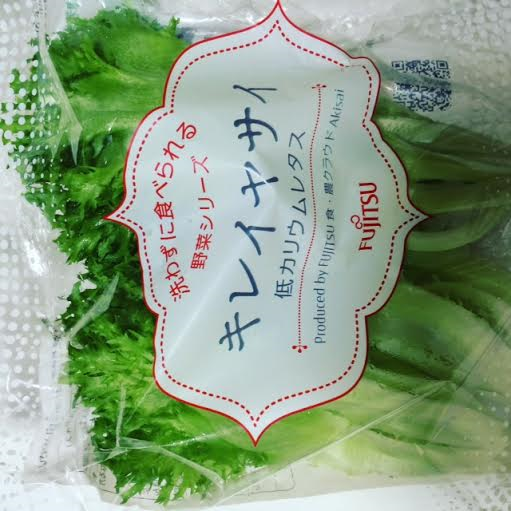 洗わずに食べられる
野菜シリーズ
キレイヤサイ
低カリウムレタス
Produced by FUJITSU 食・農クラウド Akisai
FUJITSU